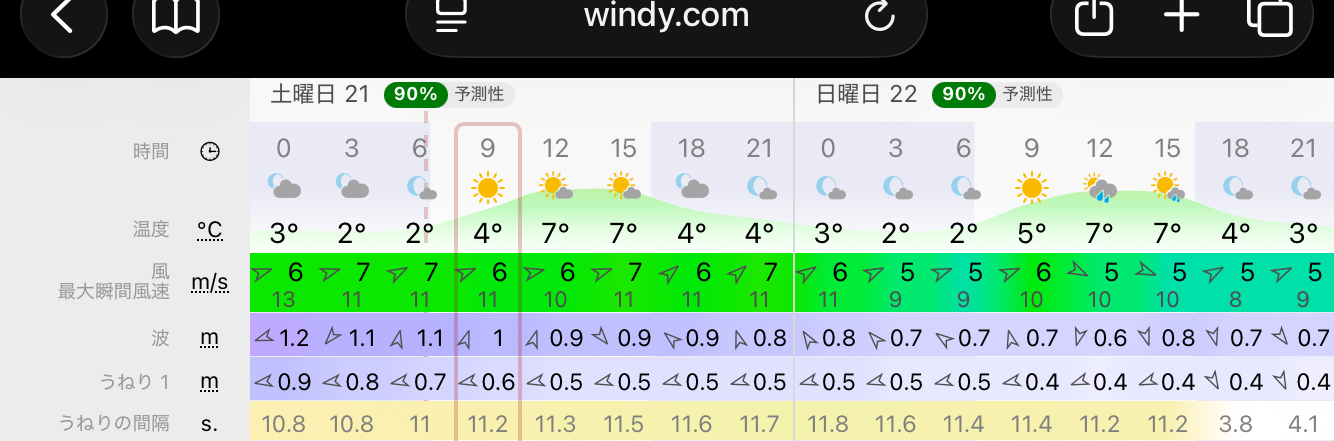 windy.com
土曜日 21 90% 予測性 日曜日 22 90% 予測性
時間 0 3 6 9 12 15 18 21 0 3 6 9 12 15 18 21
温度 °C 3° 2° 2° 4° 7° 7° 4° 4° 3° 2° 2° 5° 7° 7° 4° 3°
風 m/s 6 7 7 6 6 7 6 7 6 5 5 6 5 5 5 5
最大瞬間風速 13 11 11 11 10 11 11 11 11 9 9 10 10 10 8 9
波 m 1.2 1.1 1.1 1 0.9 0.9 0.9 0.8 0.8 0.7 0.7 0.7 0.6 0.8 0.7 0.7
うねり 1 m 0.9 0.8 0.7 0.6 0.5 0.5 0.5 0.5 0.5 0.5 0.5 0.4 0.4 0.4 0.4 0.4
うねりの間隔 s. 10.8 10.8 11 11.2 11.3 11.5 11.6 11.7 11.8 11.6 11.4 11.4 11.2 11.2 3.8 4.1